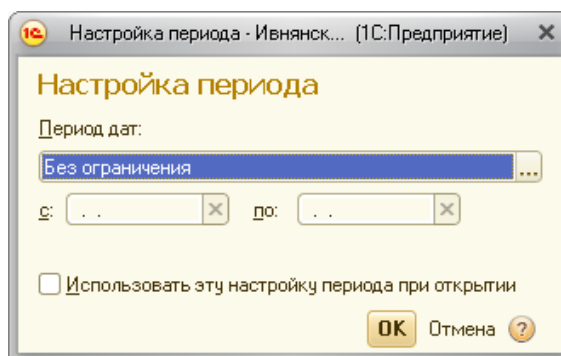 1С Настройка периода - Ивнянск... (1С:Предприятие)
Настройка периода
Период дат:
Без ограничения ...
с: . . по: . .
Использовать эту настройку периода при открытии
ОК Отмена ?